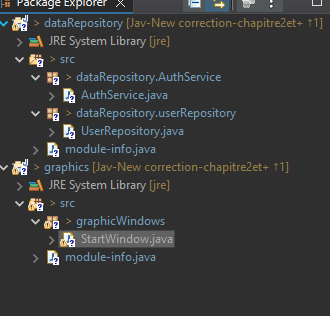 Package Explorer
> dataRepository [Jav-New correction-chapitre2et+ ↑1]
JRE System Library [jre]
> src
> dataRepository.AuthService
> AuthService.java
> dataRepository.userRepository
> UserRepository.java
> module-info.java
> graphics [Jav-New correction-chapitre2et+ ↑1]
JRE System Library [jre]
> src
> graphicWindows
> StartWindow.java
> module-info.java